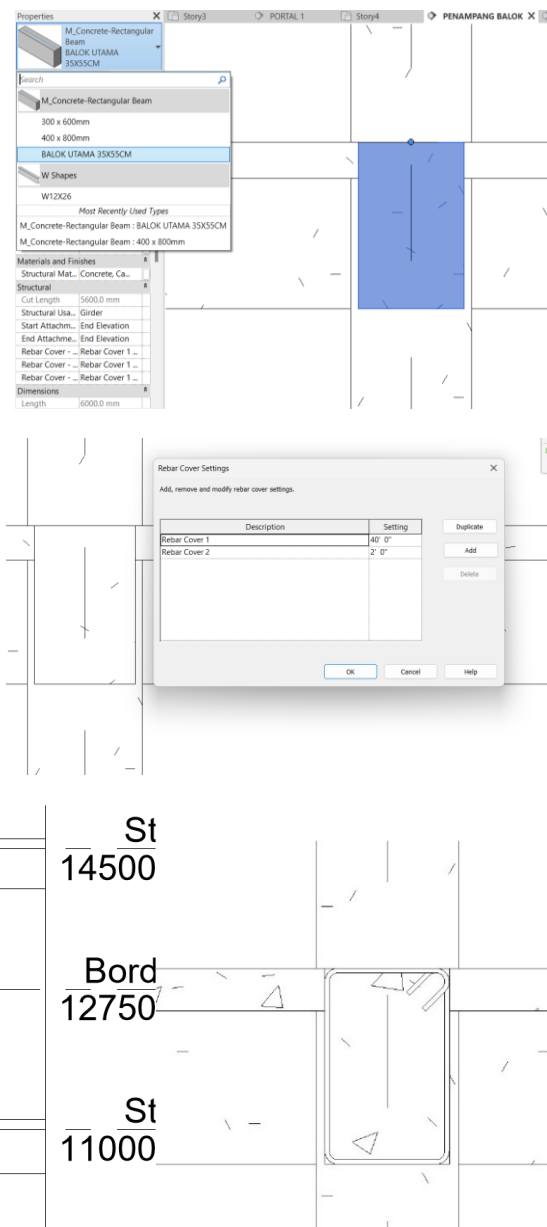 Properties
Story3
PORTAL 1
Story4
PENAMPANG BALOK
M_Concrete-Rectangular
Beam
BALOK UTAMA
35X55CM
Search
M_Concrete-Rectangular Beam
300 x 600mm
400 x 800mm
BALOK UTAMA 35X55CM
W Shapes
W12X26
Most Recently Used Types
M_Concrete-Rectangular Beam : BALOK UTAMA 35X55CM
M_Concrete-Rectangular Beam : 400 x 800mm
Materials and Finishes
Structural Mat... Concrete, Ca...
Structural
Cut Length 5600.0 mm
Structural Usa... Girder
Start Attachm... End Elevation
End Attachme... End Elevation
Rebar Cover - ... Rebar Cover 1 ...
Rebar Cover - ... Rebar Cover 1 ...
Rebar Cover - ... Rebar Cover 1 ...
Dimensions
Length 6000.0 mm
Rebar Cover Settings
Add, remove and modify rebar cover settings.
Description Setting
Rebar Cover 1 40' 0"
Rebar Cover 2 2' 0"
Duplicate
Add
Delete
OK Cancel Help
St
14500
Bord
12750
St
11000